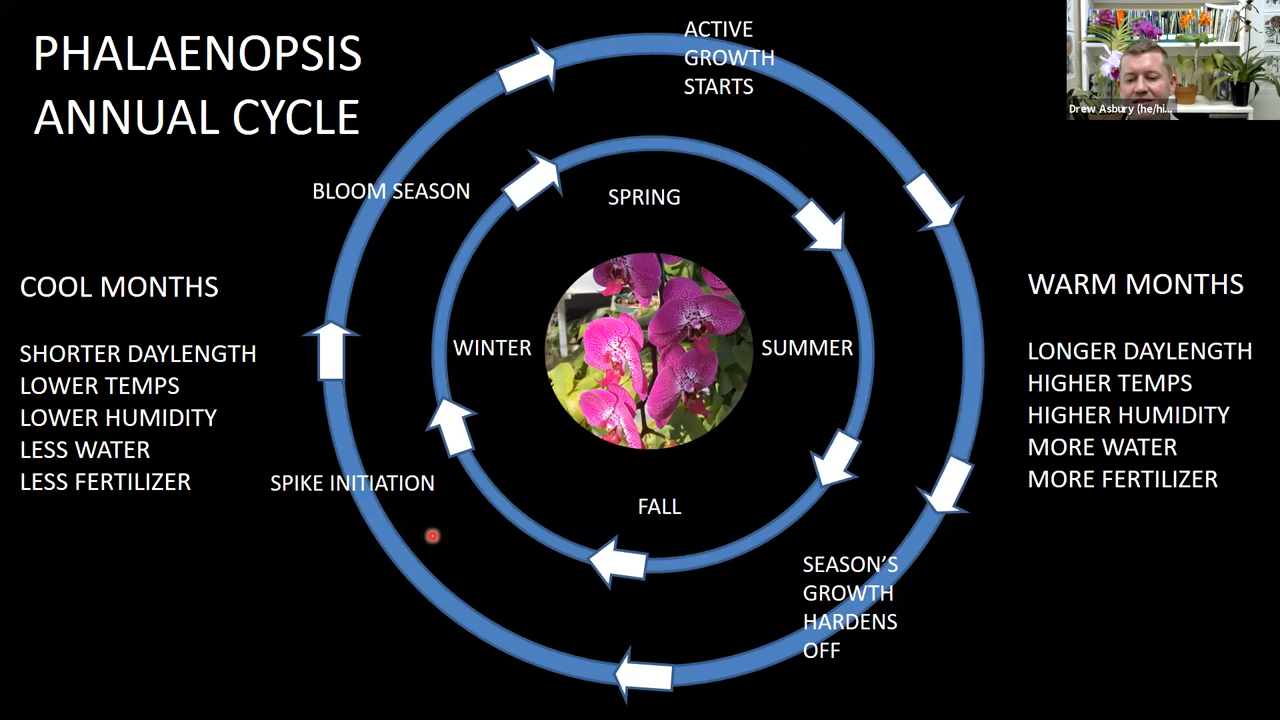 PHALAENOPSIS
ANNUAL CYCLE
ACTIVE
GROWTH
STARTS
Drew Asbury (he/hi...
BLOOM SEASON
SPRING
COOL MONTHS
SHORTER DAYLENGTH
LOWER TEMPS
LOWER HUMIDITY
LESS WATER
LESS FERTILIZER
WINTER
SUMMER
WARM MONTHS
LONGER DAYLENGTH
HIGHER TEMPS
HIGHER HUMIDITY
MORE WATER
MORE FERTILIZER
SPIKE INITIATION
FALL
SEASON’S
GROWTH
HARDENS
OFF